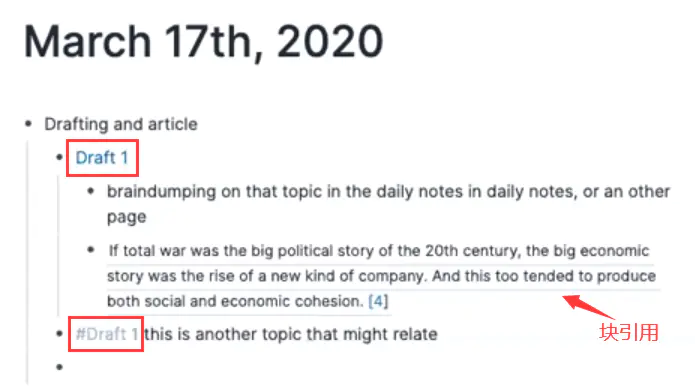 March 17th, 2020
Drafting and article
Draft 1
braindumping on that topic in the daily notes in daily notes, or an other
page
If total war was the big political story of the 20th century, the big economic
story was the rise of a new kind of company. And this too tended to produce
both social and economic cohesion. [4]
块引用
#Draft 1 this is another topic that might relate